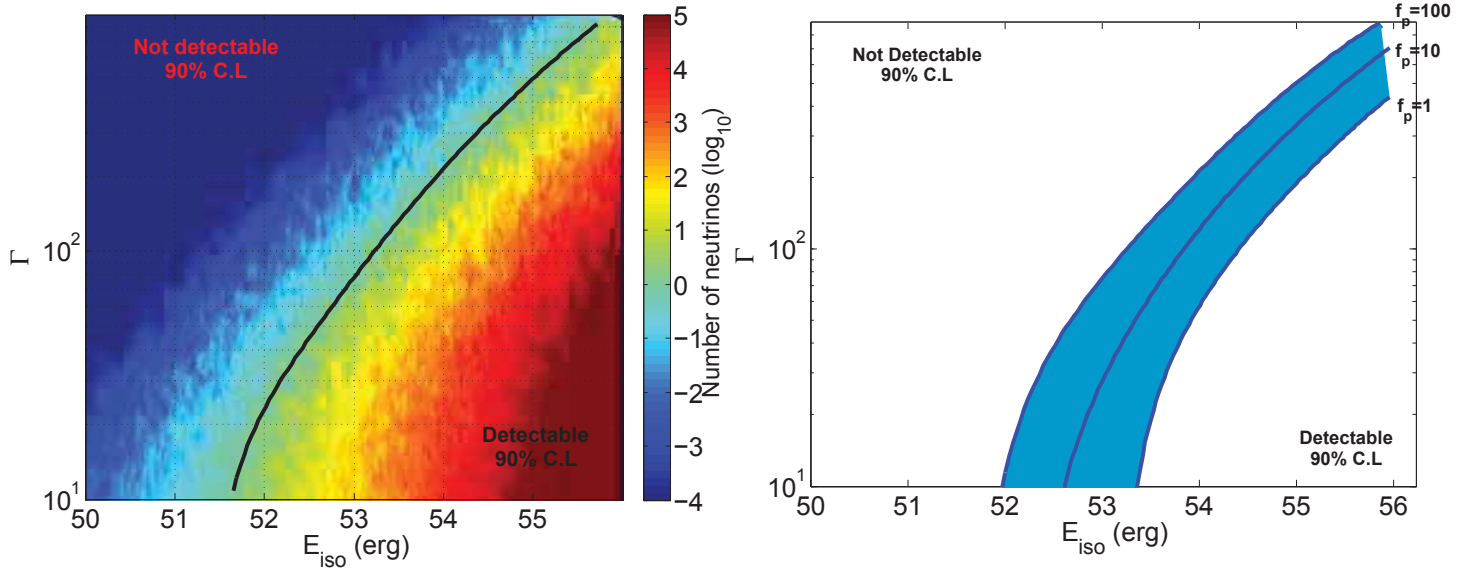 Not detectable
90% C.L
Detectable
90% C.L
Γ
10^2
10^1
50 51 52 53 54 55
E_iso (erg)
5
4
3
2
1
0
−1
−2
−3
−4
Number of neutrinos (log_10)
f_p=100
f_p=10
f_p=1
Not Detectable
90% C.L
Detectable
90% C.L
Γ
10^2
10^1
50 51 52 53 54 55 56
E_iso (erg)